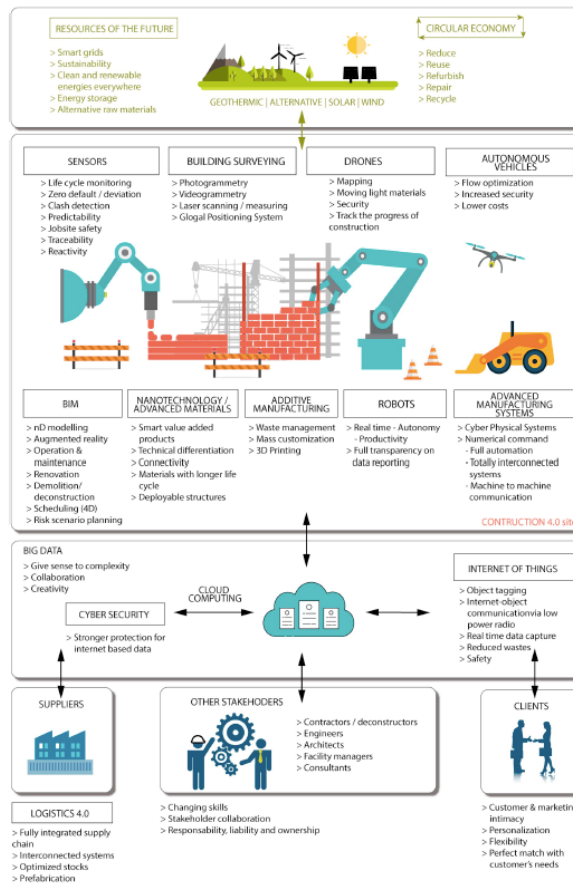 RESOURCES OF THE FUTURE
> Smart grids
> Sustainability
> Clean and renewable
energies everywhere
> Energy storage
> Alternative raw materials
GEOTHERMIC | ALTERNATIVE | SOLAR | WIND
CIRCULAR ECONOMY
> Reduce
> Reuse
> Refurbish
> Repair
> Recycle
SENSORS
> Life cycle monitoring
> Zero default / deviation
> Clash detection
> Predictability
> Jobsite safety
> Traceability
> Reactivity
BUILDING SURVEYING
> Photogrammetry
> Videogrammetry
> Laser scanning / measuring
> Glogal Positioning System
DRONES
> Mapping
> Moving light materials
> Security
> Track the progress of
construction
AUTONOMOUS
VEHICLES
> Flow optimization
> Increased security
> Lower costs
BIM
> nD modelling
> Augmented reality
> Operation &
maintenance
> Renovation
> Demolition/
deconstruction
> Scheduling (4D)
> Risk scenario planning
NANOTECHNOLOGY /
ADVANCED MATERIALS
> Smart value added
products
> Technical differentiation
> Connectivity
> Materials with longer life
cycle
> Deployable structures
ADDITIVE
MANUFACTURING
> Waste management
> Mass customization
> 3D Printing
ROBOTS
> Real time - Autonomy
- Productivity
> Full transparency on
data reporting
ADVANCED
MANUFACTURING
SYSTEMS
> Cyber Physical Systems
> Numerical command
- Full automation
- Totally interconnected
systems
- Machine to machine
communication
CONTRUCTION 4.0 site
BIG DATA
> Give sense to complexity
> Collaboration
> Creativity
CYBER SECURITY
> Stronger protection for
internet based data
CLOUD
COMPUTING
INTERNET OF THINGS
> Object tagging
> Internet-object
communicationvia low
power radio
> Real time data capture
> Reduced wastes
> Safety
SUPPLIERS
LOGISTICS 4.0
> Fully integrated supply
chain
> Interconnected systems
> Optimized stocks
> Prefabrication
OTHER STAKEHODERS
> Contractors / deconstructors
> Engineers
> Architects
> Facility managers
> Consultants
> Changing skills
> Stakeholder collaboration
> Responsability, liability and ownership
CLIENTS
> Customer & marketing
intimacy
> Personalization
> Flexibility
> Perfect match with
customer's needs